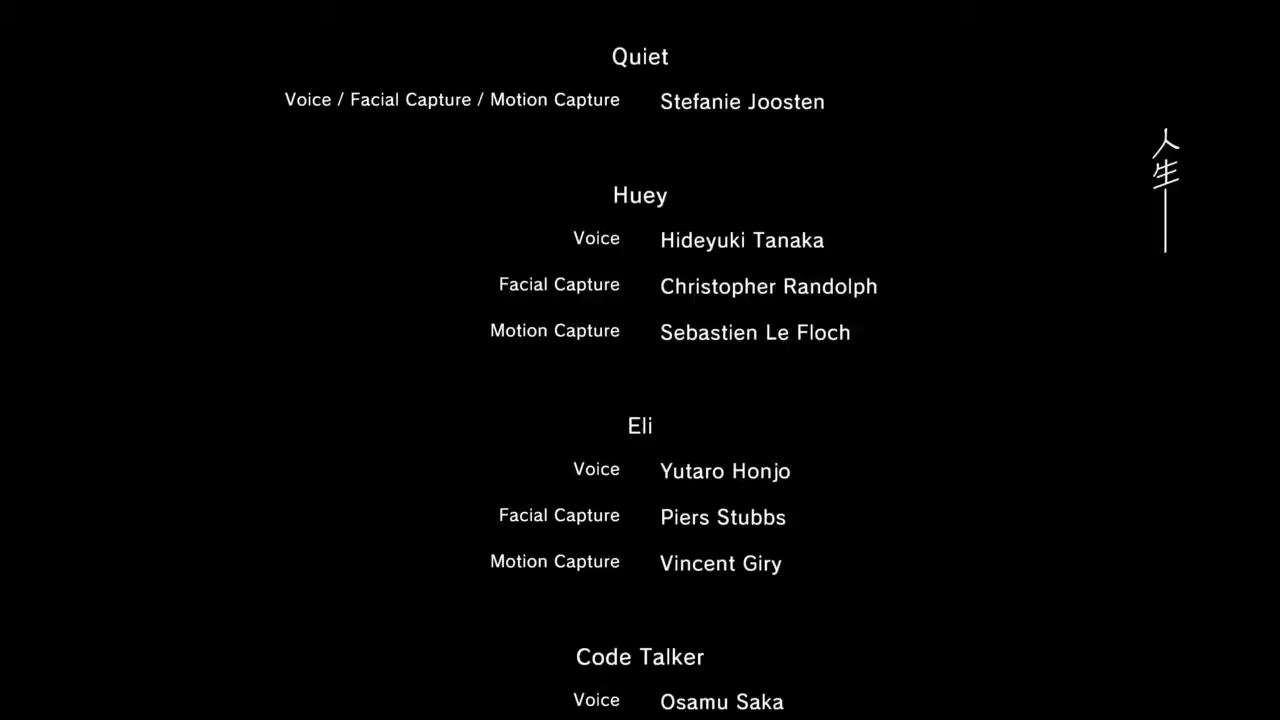 Quiet
Voice / Facial Capture / Motion Capture Stefanie Joosten
Huey
Voice Hideyuki Tanaka
Facial Capture Christopher Randolph
Motion Capture Sebastien Le Floch
Eli
Voice Yutaro Honjo
Facial Capture Piers Stubbs
Motion Capture Vincent Giry
Code Talker
Voice Osamu Saka
人生――